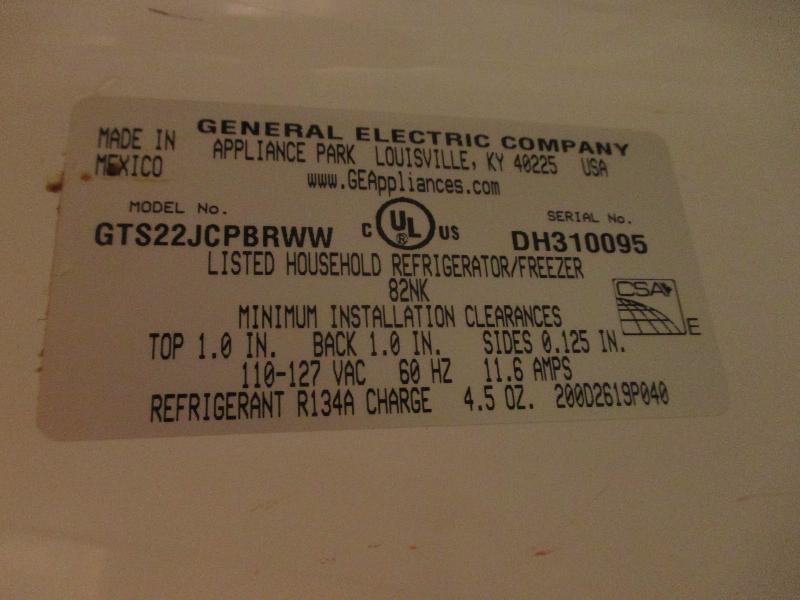 MADE IN
MEXICO
GENERAL ELECTRIC COMPANY
APPLIANCE PARK LOUISVILLE, KY 40225 USA
www.GEAppliances.com
MODEL No.
GTS22JCPBRWW
C UL ® US
SERIAL No.
DH310095
LISTED HOUSEHOLD REFRIGERATOR/FREEZER
82NK
MINIMUM INSTALLATION CLEARANCES
TOP 1.0 IN. BACK 1.0 IN. SIDES 0.125 IN.
110-127 VAC 60 HZ 11.6 AMPS
REFRIGERANT R134A CHARGE 4.5 OZ. 200D2619P040
CSA
E